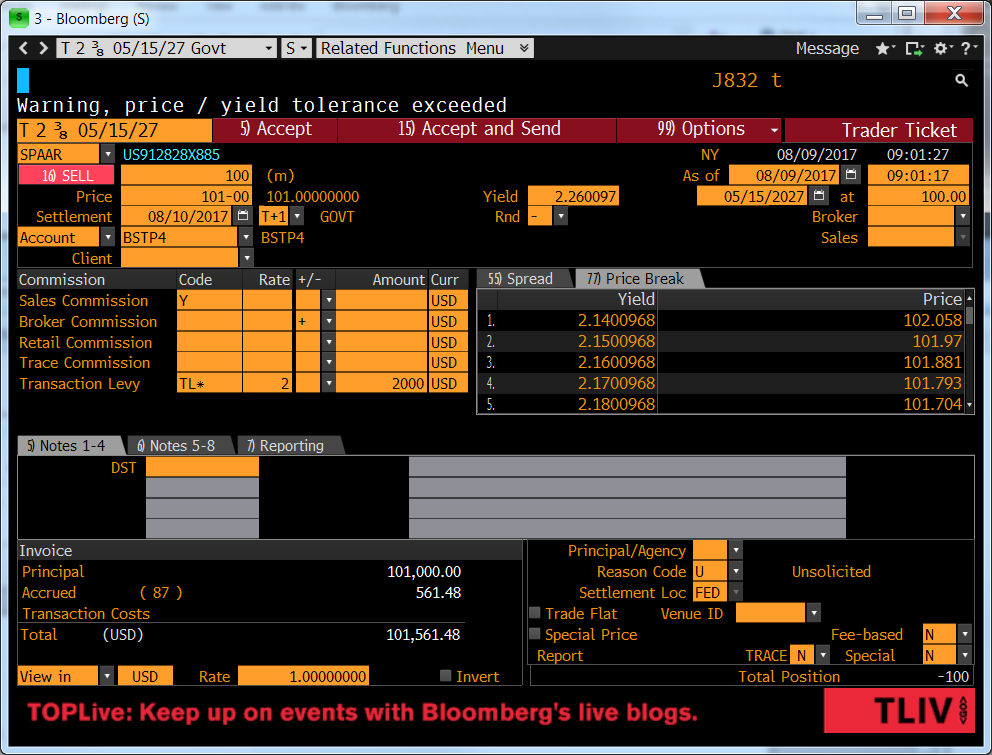 3 - Bloomberg (S)
T 2 ³⁄₈ 05/15/27 Govt S Related Functions Menu Message
J832 t
Warning, price / yield tolerance exceeded
T 2 ³⁄₈ 05/15/27 5) Accept 15) Accept and Send 99) Options Trader Ticket
SPAAR US912828X885 NY 08/09/2017 09:01:27
10) SELL 100 (m) As of 08/09/2017 09:01:17
Price 101-00 101.00000000 Yield 2.260097 05/15/2027 at 100.00
Settlement 08/10/2017 T+1 GOVT Rnd - Broker
Account BSTP4 BSTP4 Sales
Client
Commission Code Rate +/- Amount Curr
Sales Commission Y USD
Broker Commission + USD
Retail Commission USD
Trace Commission USD
Transaction Levy TL* 2 2000 USD
55) Spread 77) Price Break
Yield Price
1. 2.1400968 102.058
2. 2.1500968 101.97
3. 2.1600968 101.881
4. 2.1700968 101.793
5. 2.1800968 101.704
5) Notes 1-4 6) Notes 5-8 7) Reporting
DST
Invoice
Principal 101,000.00
Accrued ( 87 ) 561.48
Transaction Costs
Total (USD) 101,561.48
View in USD Rate 1.00000000 Invert
Principal/Agency
Reason Code U Unsolicited
Settlement Loc FED
Trade Flat Venue ID
Special Price Fee-based N
Report TRACE N Special N
Total Position -100
TOPLive: Keep up on events with Bloomberg's live blogs. TLIV